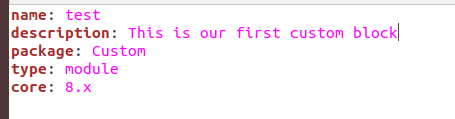 name: test
description: This is our first custom block
package: Custom
type: module
core: 8.x